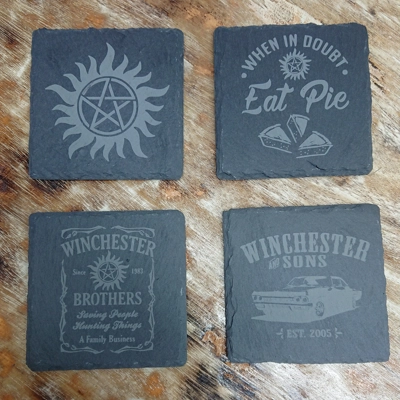 WHEN IN DOUBT
Eat Pie
WINCHESTER
Since 1983
BROTHERS
Saving People
Hunting Things
A Family Business
WINCHESTER
AND
SONS
EST. 2005